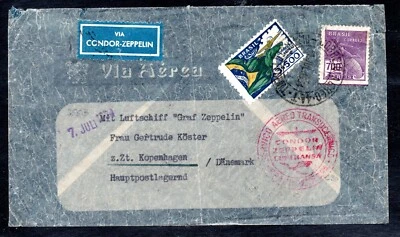 VIA
CONDOR-ZEPPELIN
BRASIL
BRASIL
Via Aérea
700
7. JULI
Mit Luftschiff "Graf Zeppelin"
Frau Gertrude Köster
z.Zt. Kopenhagen / Dänemark
Hauptpostlagernd
CONDOR
ZEPPELIN
LUFTHANSA